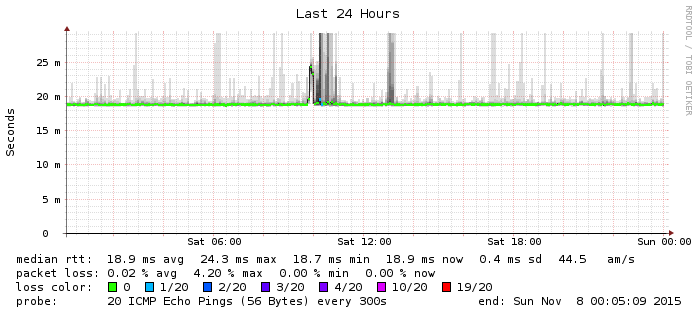 Last 24 Hours
RRDTOOL / TOBI OETIKER
Seconds
25 m
20 m
15 m
10 m
5 m
0
Sat 06:00 Sat 12:00 Sat 18:00 Sun 00:00
median rtt: 18.9 ms avg 24.3 ms max 18.7 ms min 18.9 ms now 0.4 ms sd 44.5 am/s
packet loss: 0.02 % avg 4.20 % max 0.00 % min 0.00 % now
loss color: 0 1/20 2/20 3/20 4/20 10/20 19/20
probe: 20 ICMP Echo Pings (56 Bytes) every 300s end: Sun Nov 8 00:05:09 2015